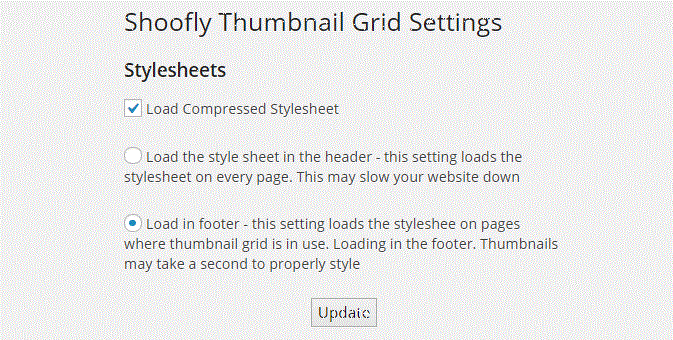 Shoofly Thumbnail Grid Settings
Stylesheets
Load Compressed Stylesheet
Load the style sheet in the header - this setting loads the
stylesheet on every page. This may slow your website down
Load in footer - this setting loads the styleshee on pages
where thumbnail grid is in use. Loading in the footer. Thumbnails
may take a second to properly style
Update